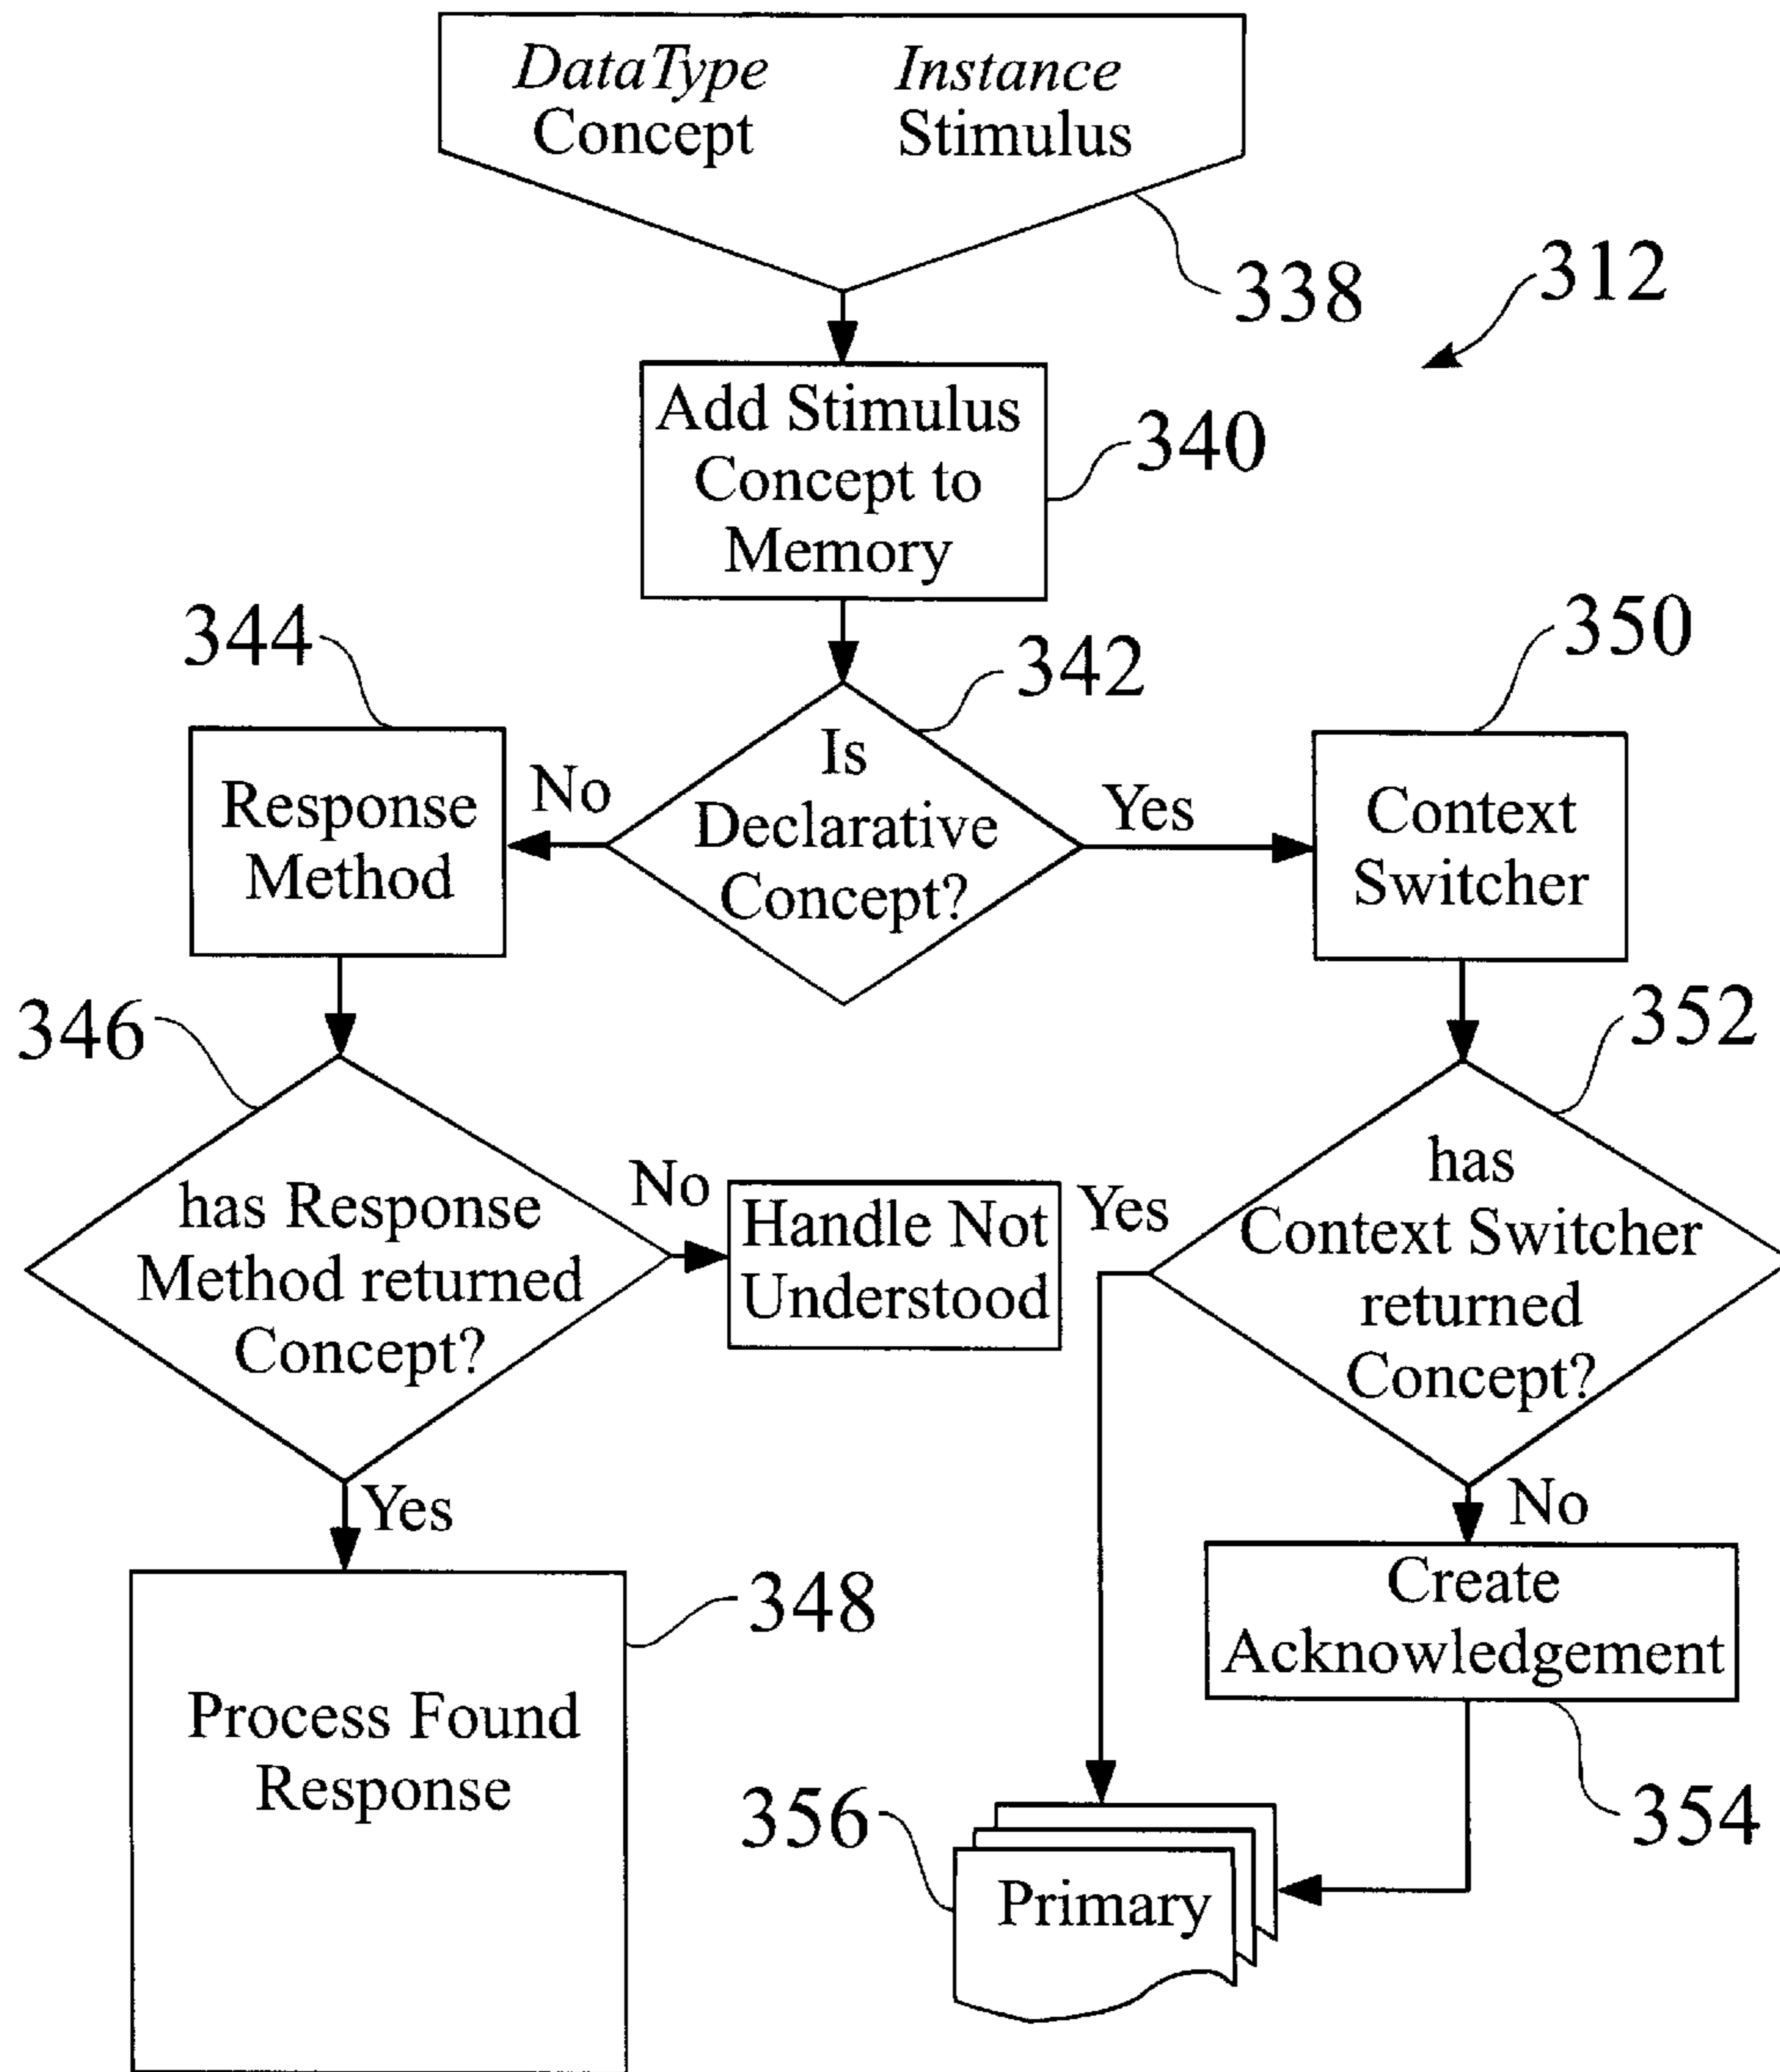 DataType Instance
Concept Stimulus
338
312
Add Stimulus
Concept to
Memory
340
344
342
350
Response
Method
No
Is
Declarative
Concept?
Yes
Context
Switcher
346
352
has Response
Method returned
Concept?
No
Handle Not
Understood
Yes
has
Context Switcher
returned
Concept?
Yes
No
348
Create
Acknowledgement
Process Found
Response
356
354
Primary